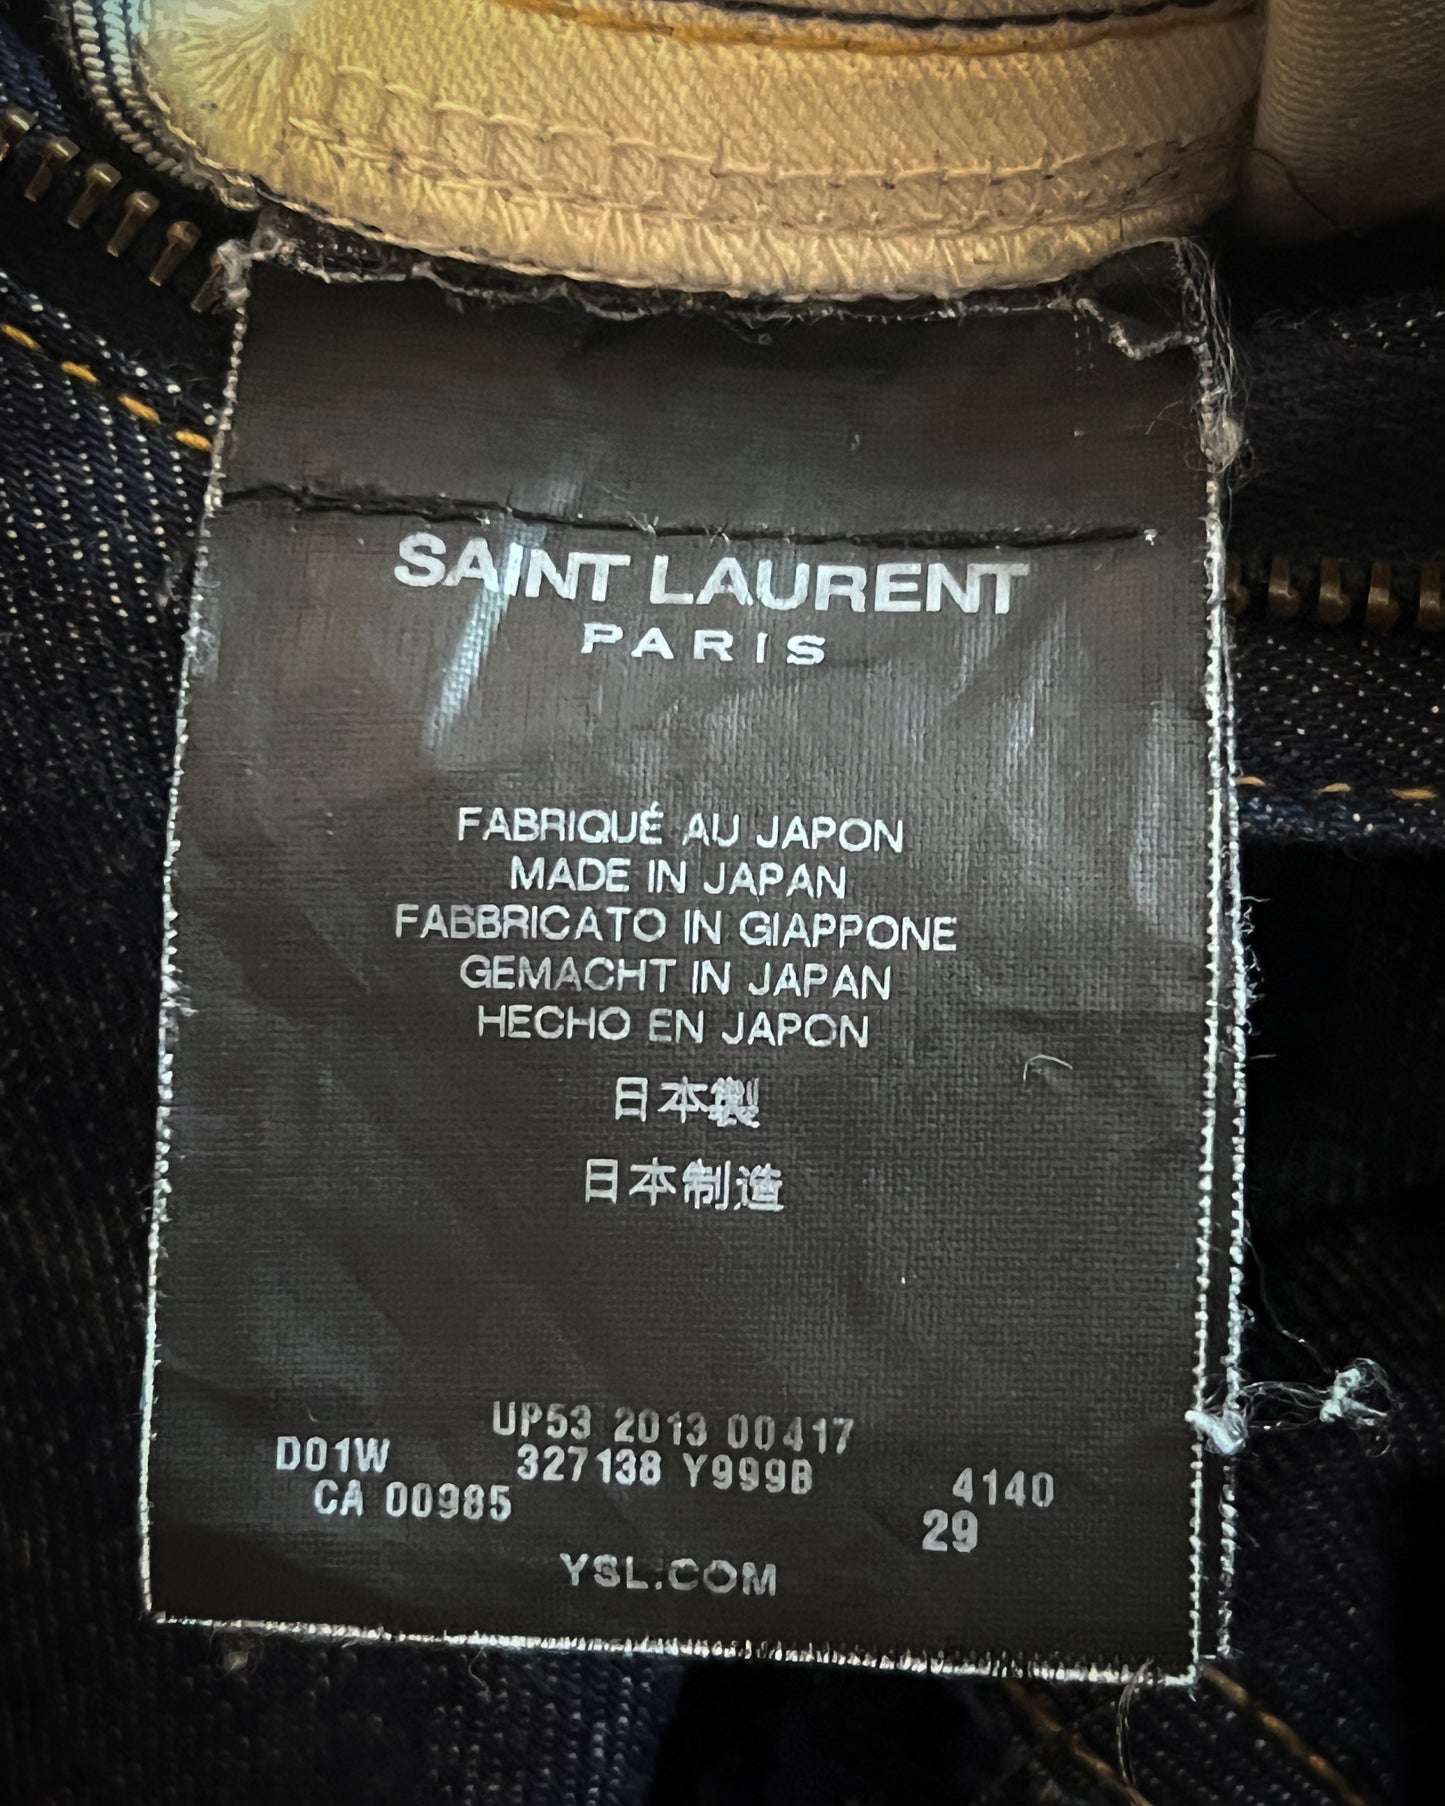 SAINT LAURENT
PARIS
FABRIQUÉ AU JAPON
MADE IN JAPAN
FABBRICATO IN GIAPPONE
GEMACHT IN JAPAN
HECHO EN JAPON
日本製
日本制造
UP53 2013 00417
D01W 327138 Y999B 4140
CA 00985 29
YSL.COM